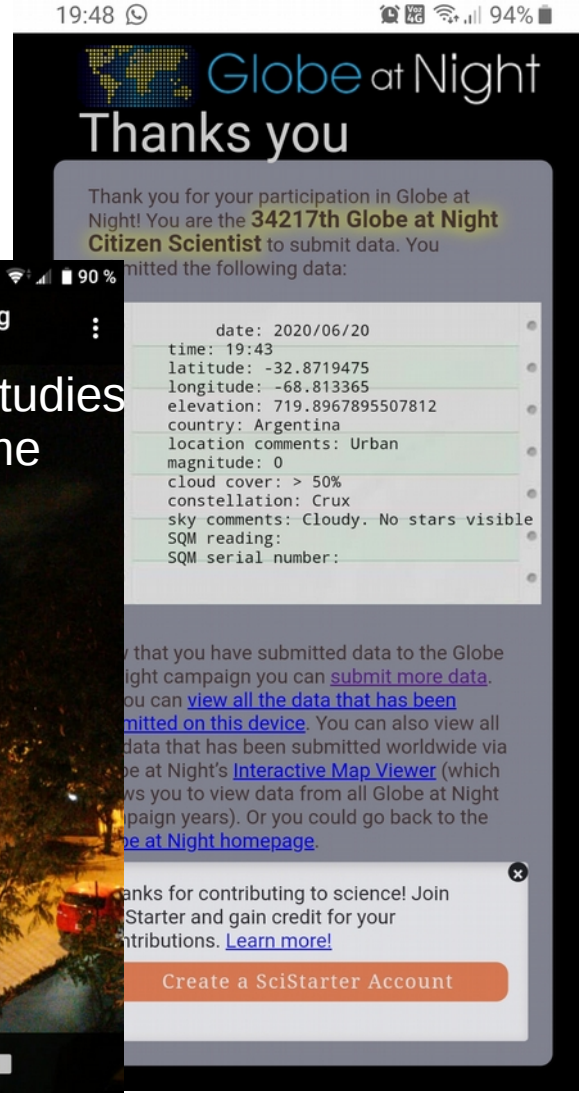 19:48
Voz 4G 94%
Globe at Night
Thanks you
Thank you for your participation in Globe at
Night! You are the 34217th Globe at Night
Citizen Scientist to submit data. You
mitted the following data:
90 %
g
tudies
ne
date: 2020/06/20
time: 19:43
latitude: -32.8719475
longitude: -68.813365
elevation: 719.8967895507812
country: Argentina
location comments: Urban
magnitude: 0
cloud cover: > 50%
constellation: Crux
sky comments: Cloudy. No stars visible
SQM reading:
SQM serial number:
that you have submitted data to the Globe
ight campaign you can submit more data.
ou can view all the data that has been
mitted on this device. You can also view all
data that has been submitted worldwide via
e at Night's Interactive Map Viewer (which
ws you to view data from all Globe at Night
paign years). Or you could go back to the
e at Night homepage.
anks for contributing to science! Join
Starter and gain credit for your
ntributions. Learn more!
Create a SciStarter Account